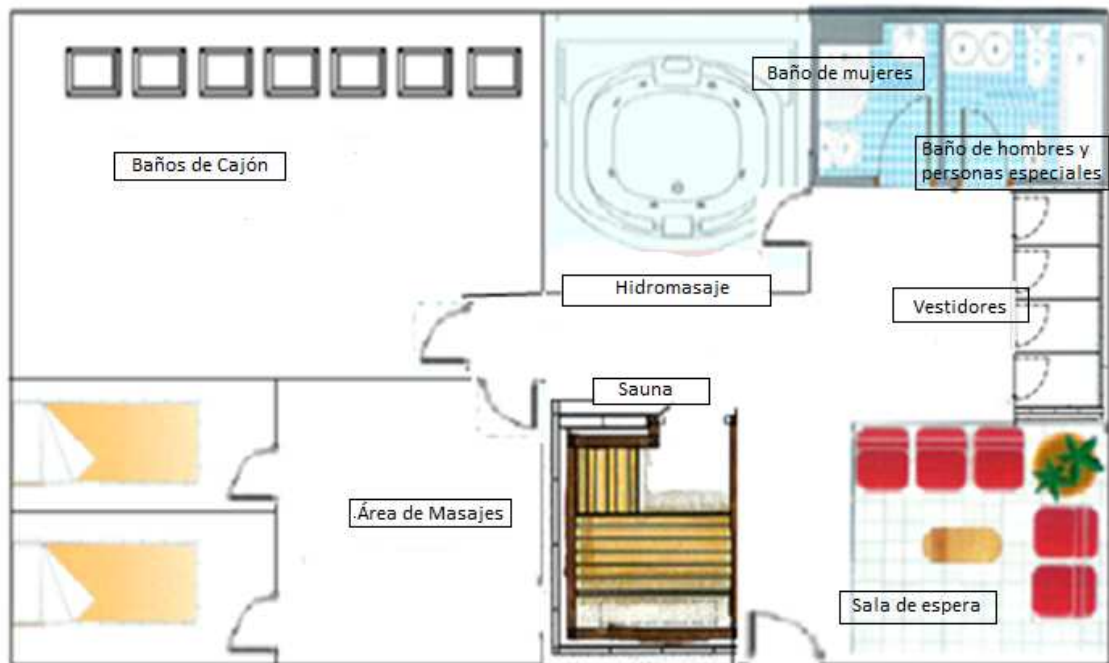 Baño de mujeres
Baños de Cajón
Baño de hombres y
personas especiales
Hidromasaje
Vestidores
Sauna
.Área de Masajes
Sala de espera